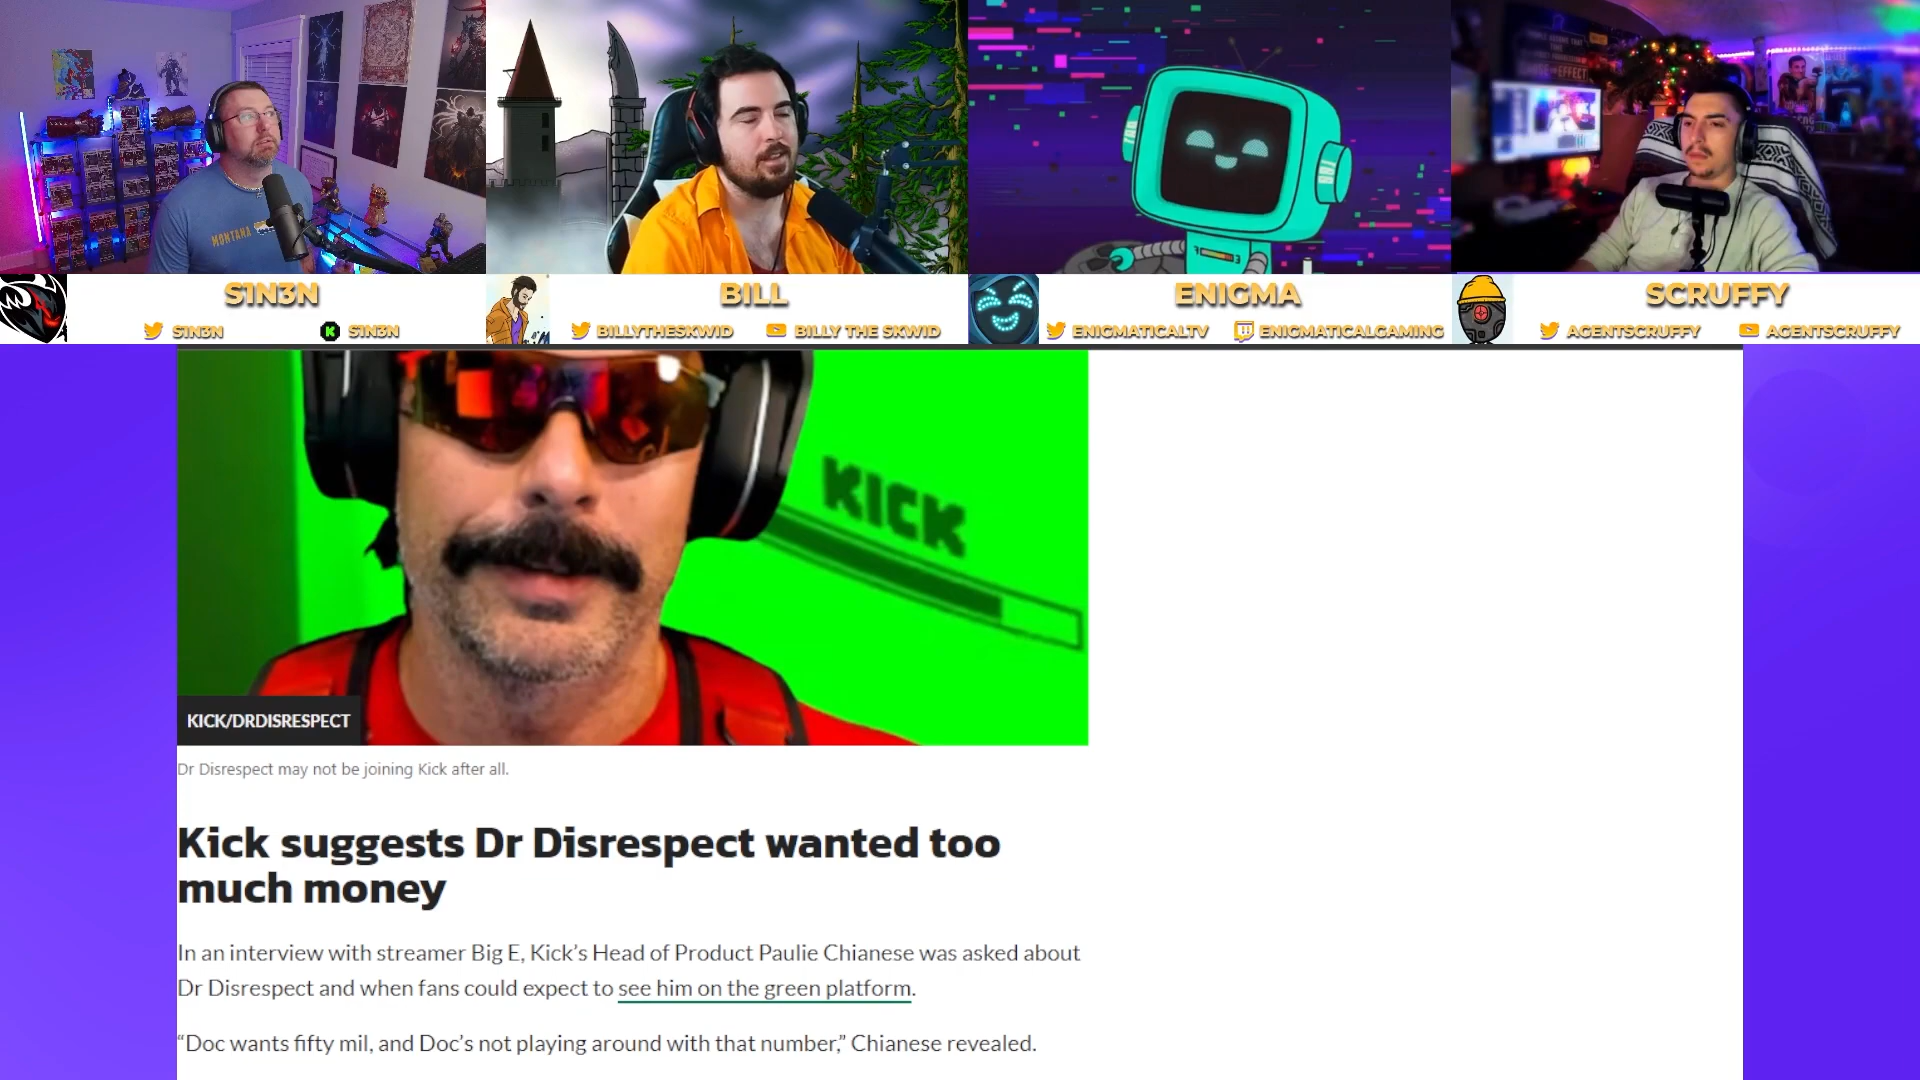 MONTANA
S1N3N
S1N3N
S1N3N
BILL
BILLYTHESKWID
BILLY THE SKWID
ENIGMA
ENIGMATICALTV
ENIGMATICALGAMING
SCRUFFY
AGENTSCRUFFY
AGENTSCRUFFY
KICK
KICK/DRDISRESPECT
Dr Disrespect may not be joining Kick after all.
Kick suggests Dr Disrespect wanted too
much money
In an interview with streamer Big E, Kick’s Head of Product Paulie Chianese was asked about
Dr Disrespect and when fans could expect to see him on the green platform.
“Doc wants fifty mil, and Doc’s not playing around with that number,” Chianese revealed.